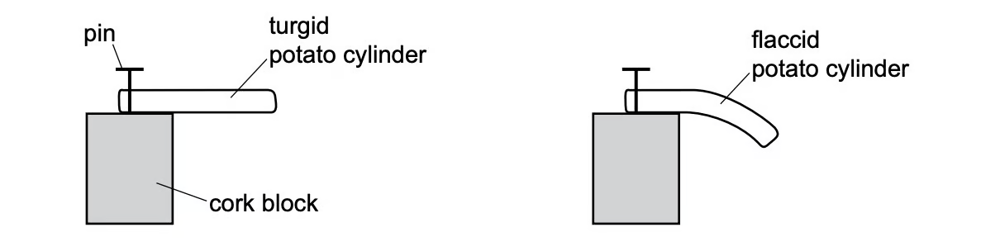 pin
turgid
potato cylinder
cork block
flaccid
potato cylinder